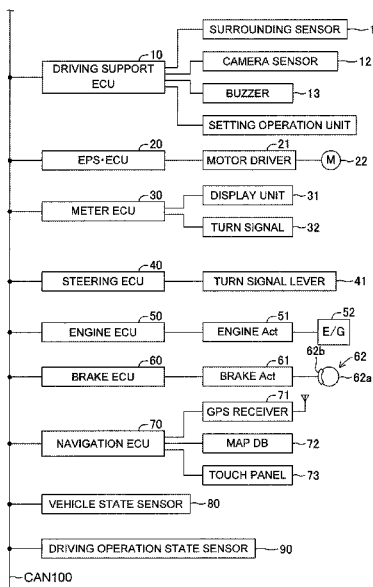 SURROUNDING SENSOR 1
10
DRIVING SUPPORT ECU
CAMERA SENSOR 12
BUZZER 13
SETTING OPERATION UNIT
20
EPS·ECU
21
MOTOR DRIVER
M
22
30
METER ECU
DISPLAY UNIT 31
TURN SIGNAL 32
40
STEERING ECU
TURN SIGNAL LEVER 41
50
ENGINE ECU
51
ENGINE Act
52
E/G
60
BRAKE ECU
61
BRAKE Act
62b
62
62a
70
NAVIGATION ECU
71
GPS RECEIVER
MAP DB 72
TOUCH PANEL 73
VEHICLE STATE SENSOR 80
DRIVING OPERATION STATE SENSOR 90
CAN100